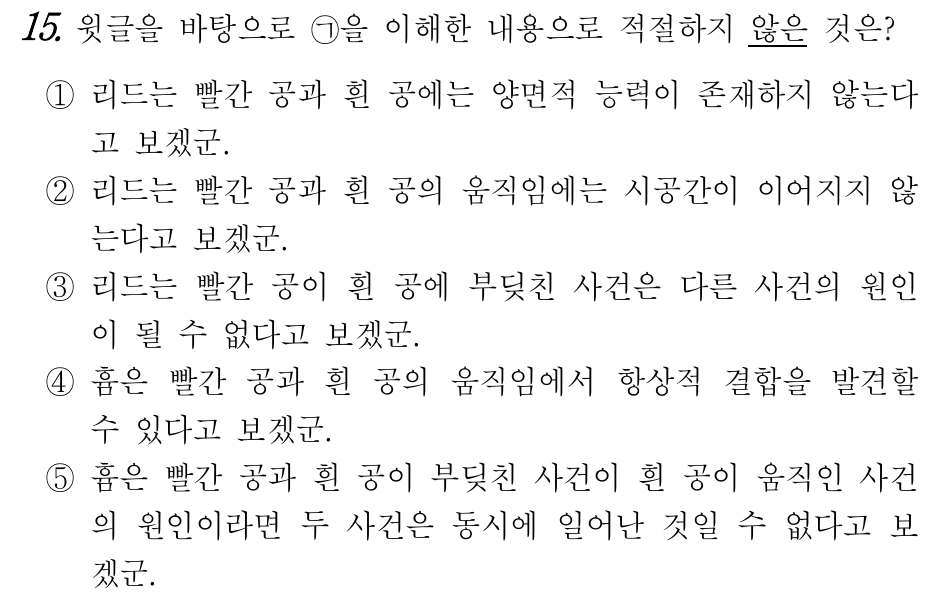 15. 윗글을 바탕으로 ㉠을 이해한 내용으로 적절하지 않은 것은?
① 리드는 빨간 공과 흰 공에는 양면적 능력이 존재하지 않는다
고 보겠군.
② 리드는 빨간 공과 흰 공의 움직임에는 시공간이 이어지지 않
는다고 보겠군.
③ 리드는 빨간 공이 흰 공에 부딪친 사건은 다른 사건의 원인
이 될 수 없다고 보겠군.
④ 흄은 빨간 공과 흰 공의 움직임에서 항상적 결합을 발견할
수 있다고 보겠군.
⑤ 흄은 빨간 공과 흰 공이 부딪친 사건이 흰 공이 움직인 사건
의 원인이라면 두 사건은 동시에 일어난 것일 수 없다고 보
겠군.